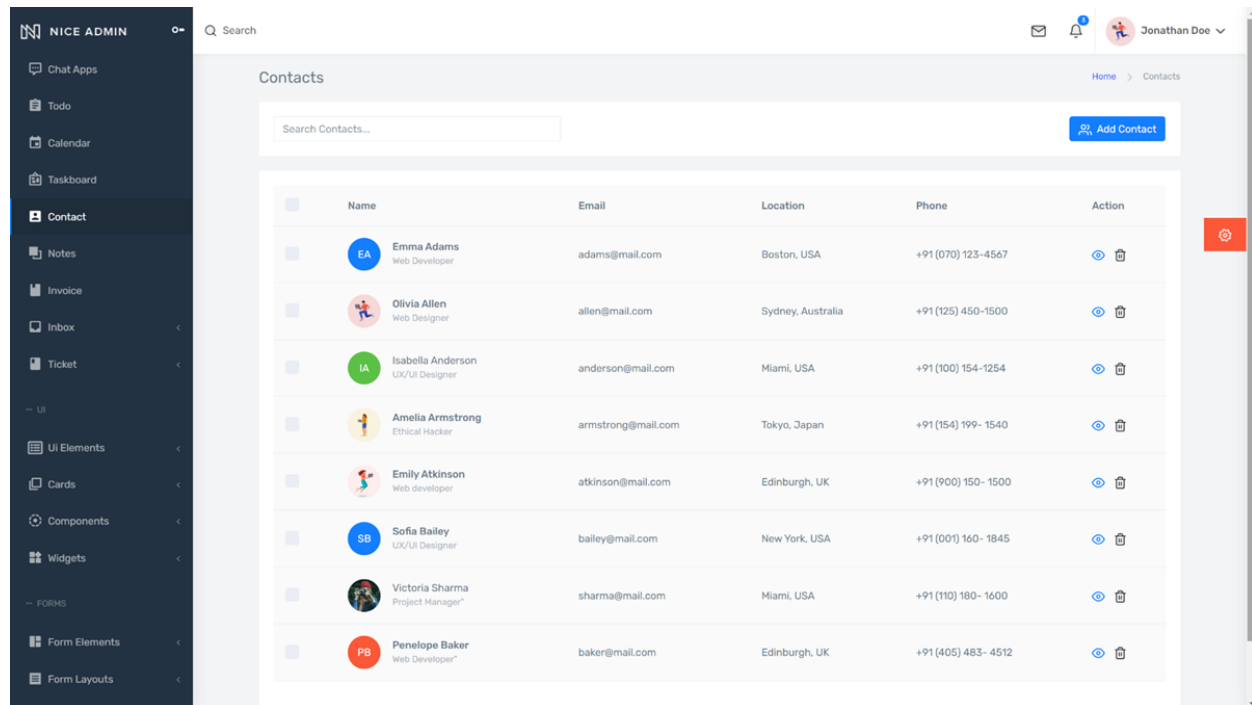 NICE ADMIN
Search
3
Jonathan Doe
Chat Apps
Todo
Calendar
Taskboard
Contact
Notes
Invoice
Inbox
Ticket
– UI
Ui Elements
Cards
Components
Widgets
– FORMS
Form Elements
Form Layouts
Contacts
Home > Contacts
Search Contacts...
Add Contact
Name Email Location Phone Action
EA Emma Adams adams@mail.com Boston, USA +91 (070) 123-4567
Web Developer
Olivia Allen allen@mail.com Sydney, Australia +91 (125) 450-1500
Web Designer
IA Isabella Anderson anderson@mail.com Miami, USA +91 (100) 154-1254
UX/UI Designer
Amelia Armstrong armstrong@mail.com Tokyo, Japan +91 (154) 199- 1540
Ethical Hacker
Emily Atkinson atkinson@mail.com Edinburgh, UK +91 (900) 150- 1500
Web developer
SB Sofia Bailey bailey@mail.com New York, USA +91 (001) 160- 1845
UX/UI Designer
Victoria Sharma sharma@mail.com Miami, USA +91 (110) 180- 1600
Project Manager"
PB Penelope Baker baker@mail.com Edinburgh, UK +91 (405) 483- 4512
Web Developer"